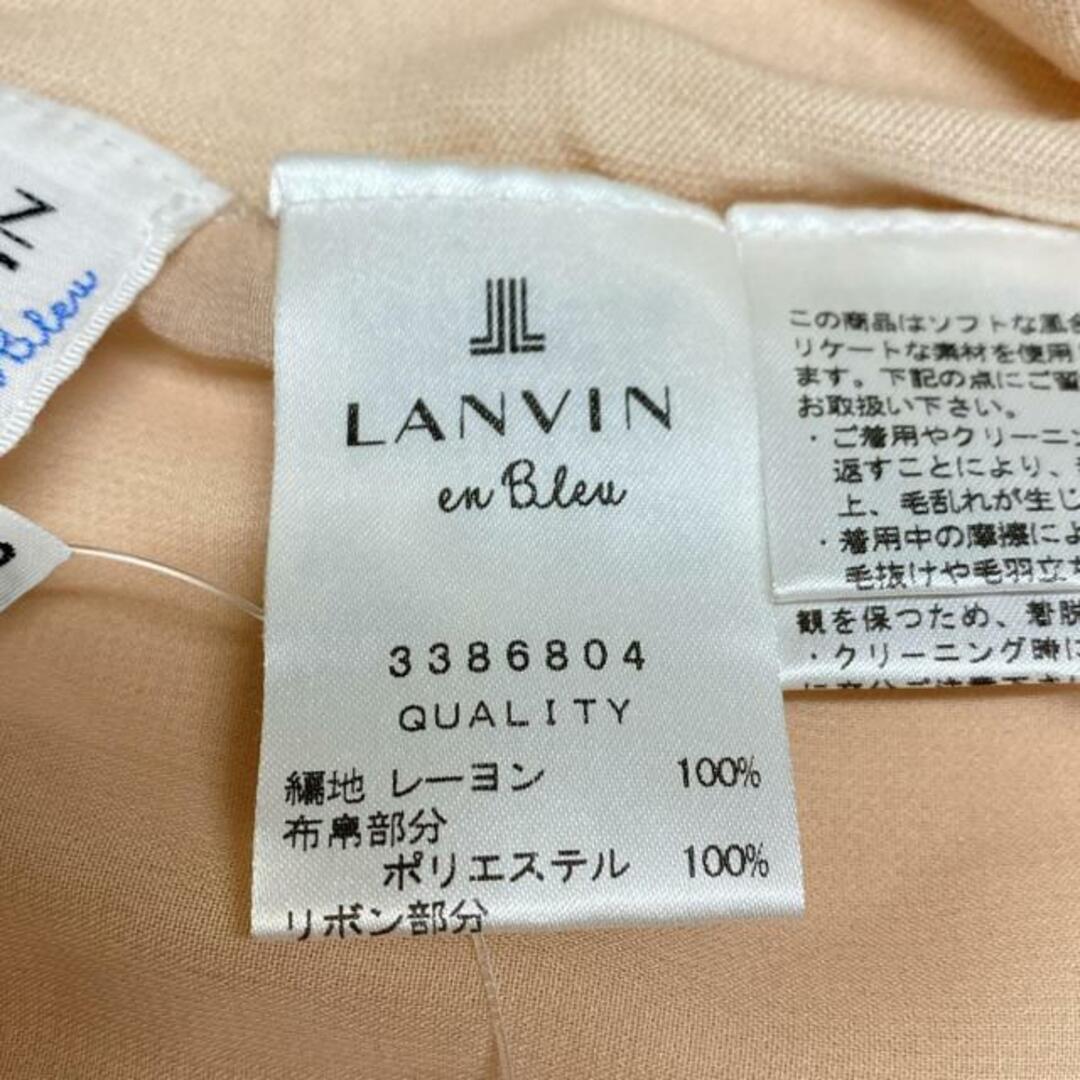 IN
Bleu
LANVIN
en Bleu
3386804
QUALITY
編地 レーヨン 100%
布帛部分
ポリエステル 100%
リボン部分
この商品はソフトな風合
リケートな素材を使用
ます。下記の点にご留
お取扱い下さい。
・ご着用やクリーニン
返すことにより、
上、毛乱れが生じ
・着用中の摩擦によ
毛抜けや毛羽立ち
観を保つため、着脱
・クリーニング時に